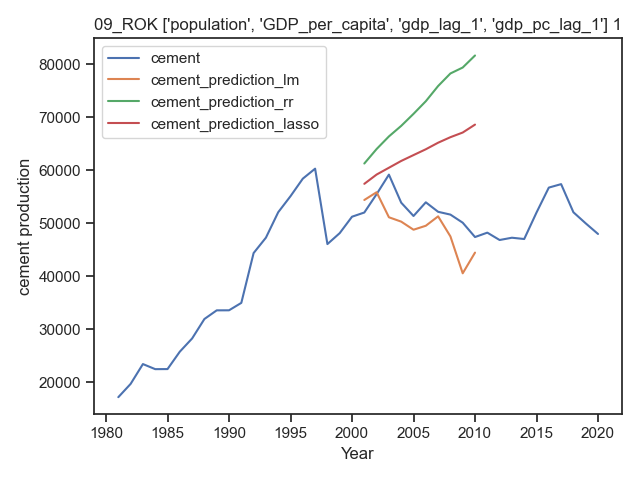 09_ROK ['population', 'GDP_per_capita', 'gdp_lag_1', 'gdp_pc_lag_1'] 1
cement
cement_prediction_lm
cement_prediction_rr
cement_prediction_lasso
80000
70000
60000
50000
40000
30000
20000
cement production
1980 1985 1990 1995 2000 2005 2010 2015 2020
Year